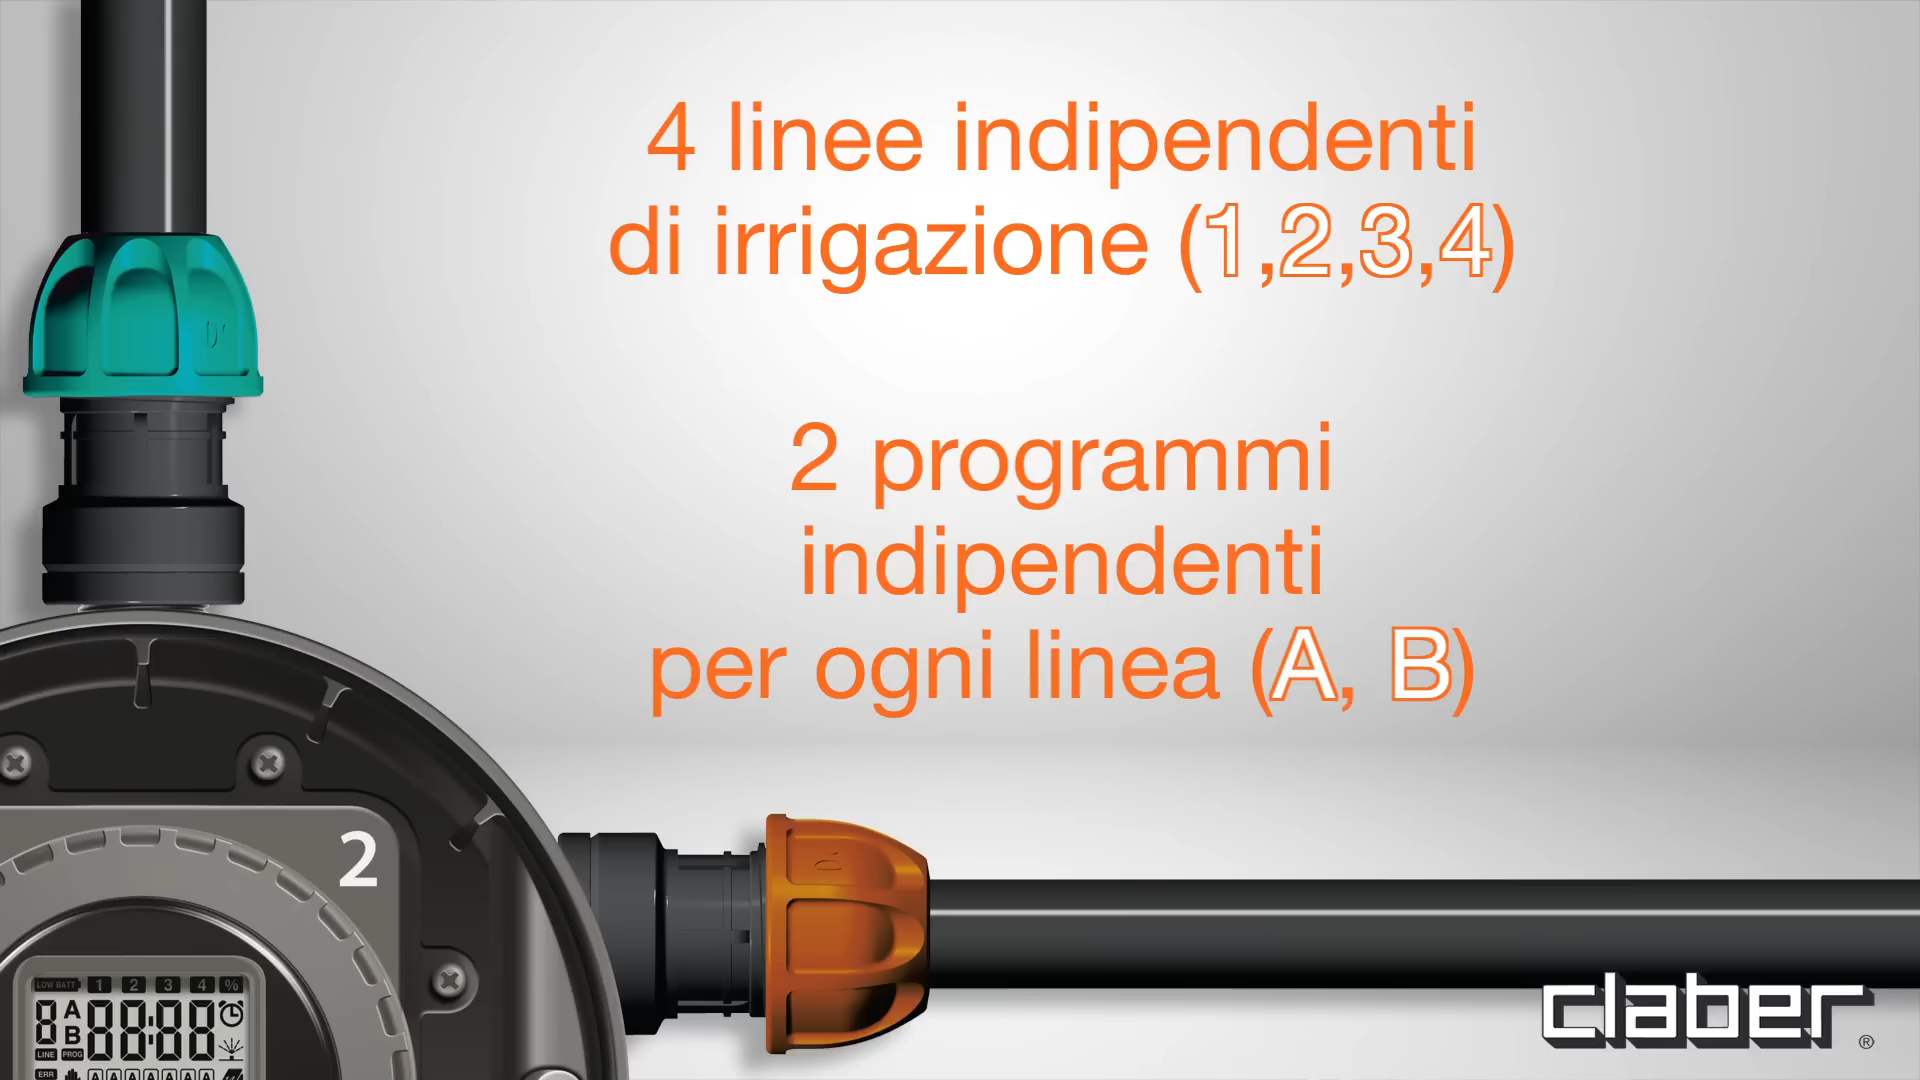 4 linee indipendenti
di irrigazione (1,2,3,4)
2 programmi
indipendenti
per ogni linea (A, B)
2
LOW BATT 1 2 3 4 %
8 A B 88:88
LINE PROG
ERR A A A A A A A
claber ®